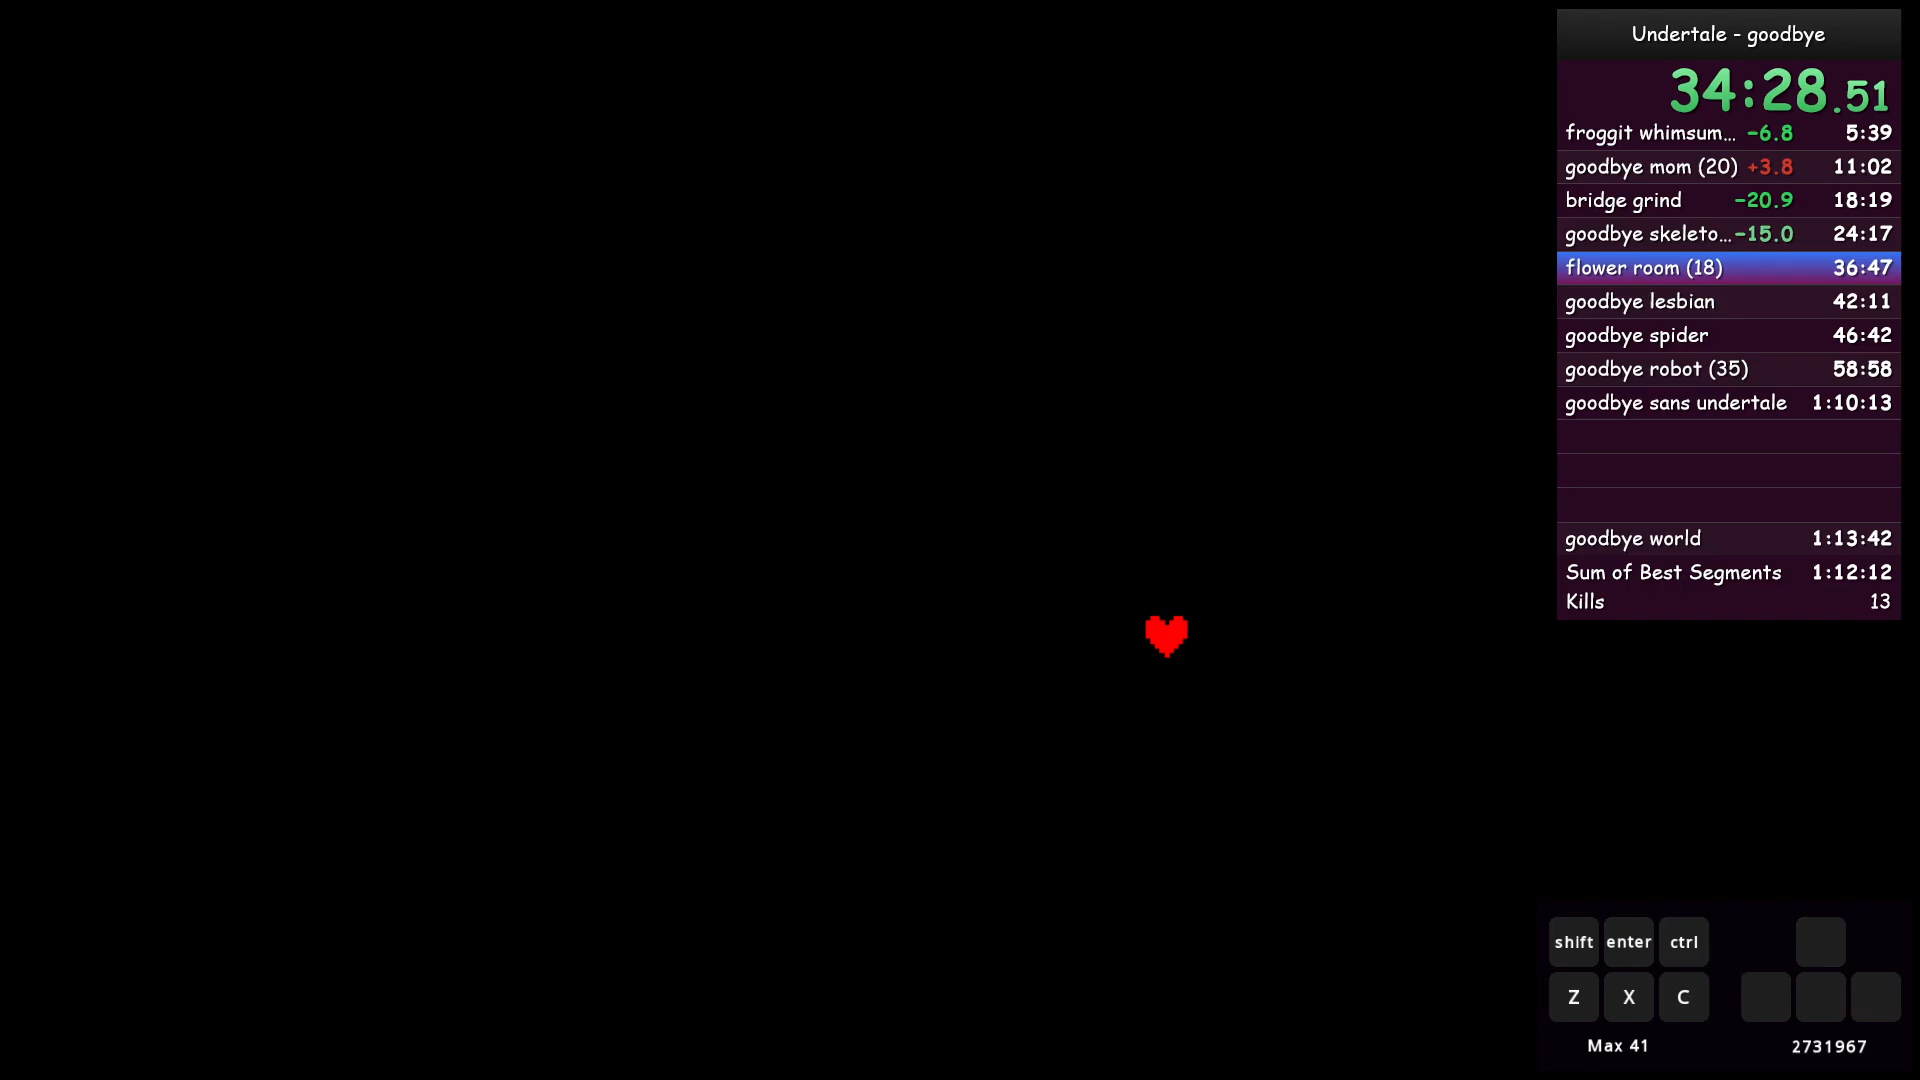 Undertale - goodbye
34:28.51
froggit whimsum... -6.8 5:39
goodbye mom (20) +3.8 11:02
bridge grind -20.9 18:19
goodbye skeleto... -15.0 24:17
flower room (18) 36:47
goodbye lesbian 42:11
goodbye spider 46:42
goodbye robot (35) 58:58
goodbye sans undertale 1:10:13
goodbye world 1:13:42
Sum of Best Segments 1:12:12
Kills 13
shift enter ctrl
Z X C
Max 41 2731967